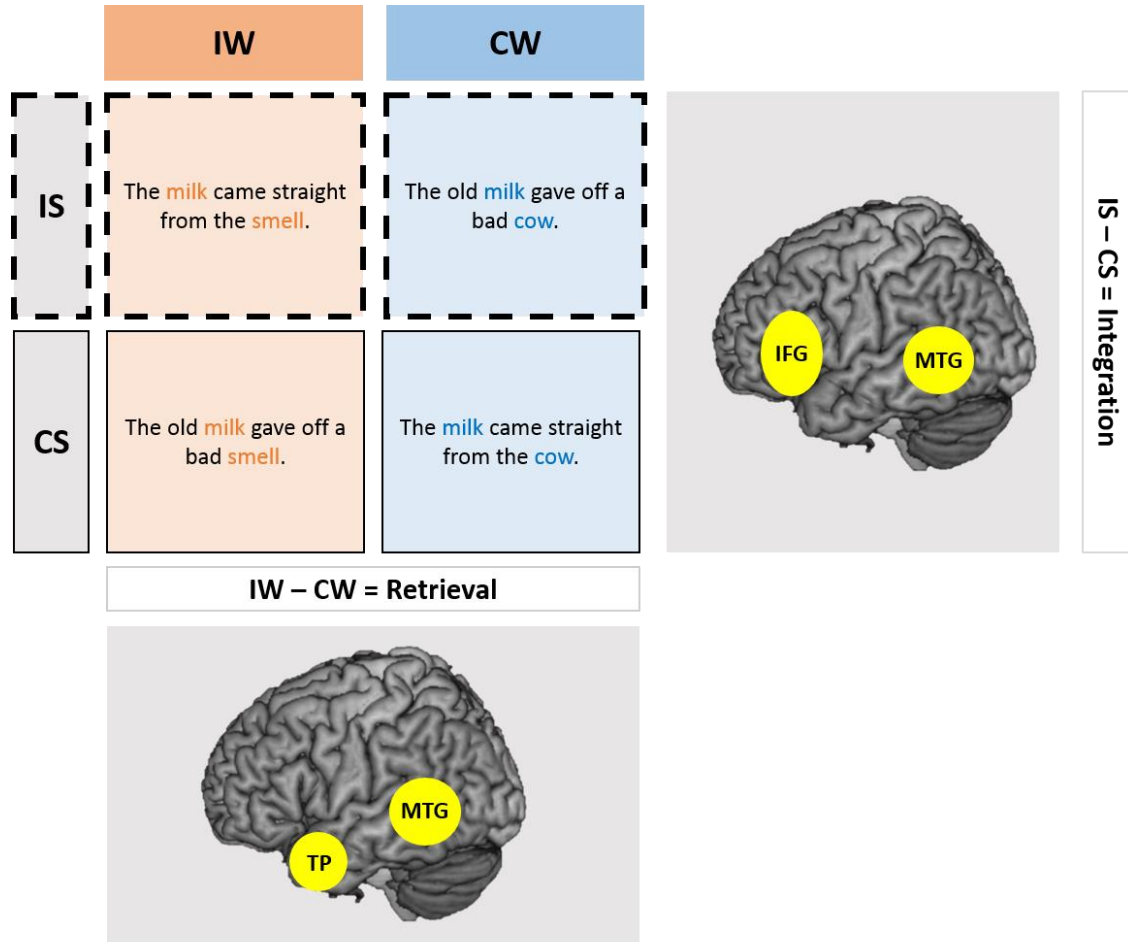 IW
CW
IS
The milk came straight
from the smell.
The old milk gave off a
bad cow.
CS
The old milk gave off a
bad smell.
The milk came straight
from the cow.
IFG
MTG
IS – CS = Integration
IW – CW = Retrieval
MTG
TP